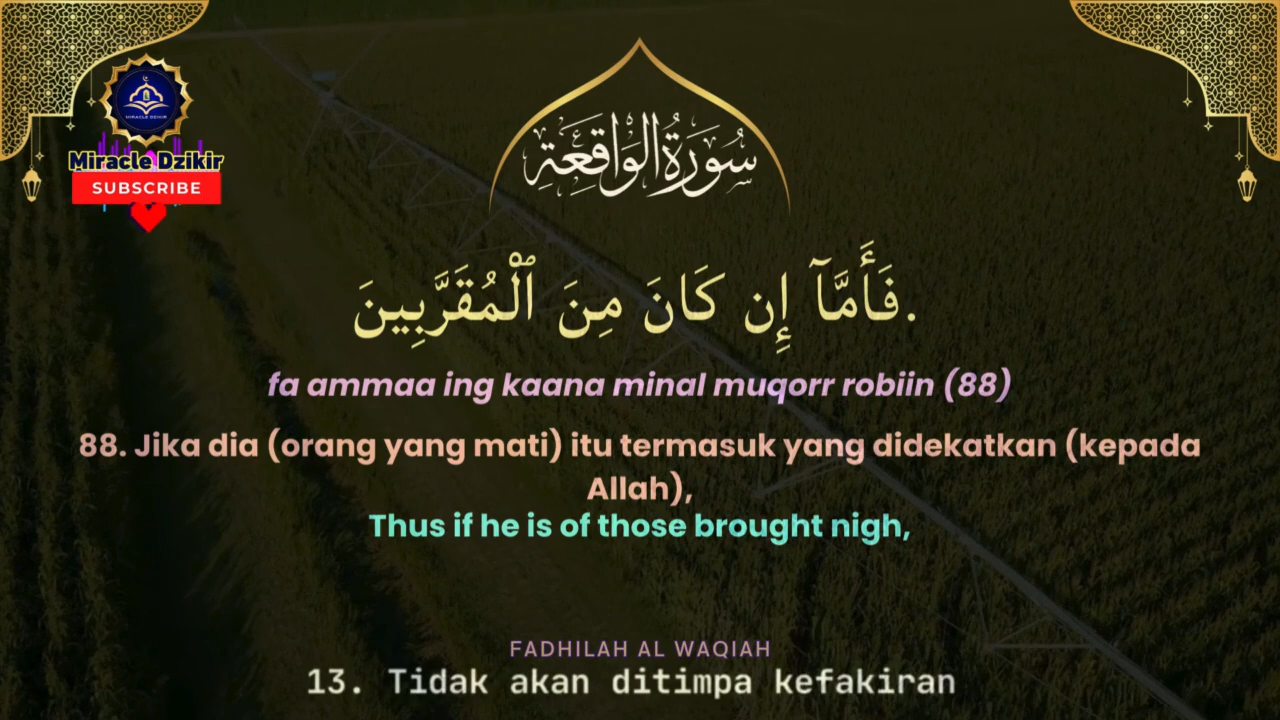 MIRACLE DZIKIR
Miracle Dzikir
SUBSCRIBE
سُورَةُ الوَاقِعَةِ
فَأَمَّآ إِن كَانَ مِنَ ٱلْمُقَرَّبِينَ.
fa ammaa ing kaana minal muqorr robiin (88)
88. Jika dia (orang yang mati) itu termasuk yang didekatkan (kepada
Allah),
Thus if he is of those brought nigh,
FADHILAH AL WAQIAH
13. Tidak akan ditimpa kefakiran